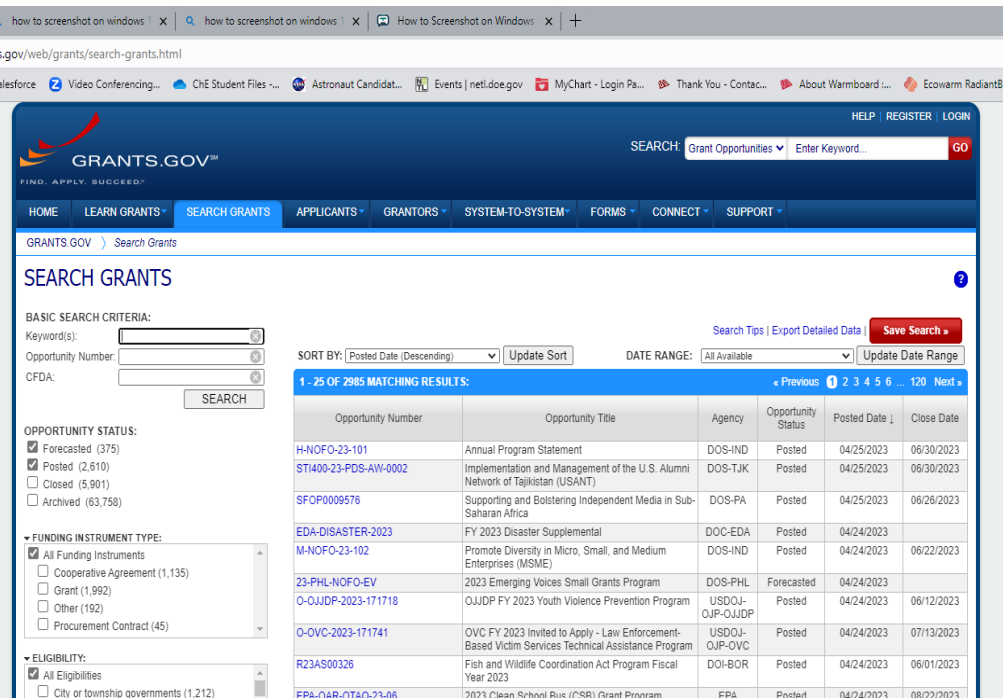 how to screenshot on windows 1 x how to screenshot on windows 1 x How to Screenshot on Windows x +
s.gov/web/grants/search-grants.html
alesforce Video Conferencing... ChE Student Files -... Astronaut Candidat... Events | netl.doe.gov MyChart - Login Pa... Thank You - Contac... About Warmboard :... Ecowarm RadiantB
HELP | REGISTER | LOGIN
GRANTS.GOV℠
FIND. APPLY. SUCCEED.℠
SEARCH: Grant Opportunities Enter Keyword... GO
HOME LEARN GRANTS SEARCH GRANTS APPLICANTS GRANTORS SYSTEM-TO-SYSTEM FORMS CONNECT SUPPORT
GRANTS.GOV 〉 Search Grants
SEARCH GRANTS
?
BASIC SEARCH CRITERIA:
Keyword(s):
Opportunity Number:
CFDA:
SEARCH
OPPORTUNITY STATUS:
Forecasted (375)
Posted (2,610)
Closed (5,901)
Archived (63,758)
FUNDING INSTRUMENT TYPE:
All Funding Instruments
Cooperative Agreement (1,135)
Grant (1,992)
Other (192)
Procurement Contract (45)
ELIGIBILITY:
All Eligibilities
City or township governments (1,212)
Search Tips | Export Detailed Data | Save Search »
SORT BY: Posted Date (Descending) Update Sort DATE RANGE: All Available Update Date Range
1 - 25 OF 2985 MATCHING RESULTS: « Previous 1 2 3 4 5 6 ... 120 Next »
Opportunity Number Opportunity Title Agency Opportunity Status Posted Date ↓ Close Date
H-NOFO-23-101 Annual Program Statement DOS-IND Posted 04/25/2023 06/30/2023
STI400-23-PDS-AW-0002 Implementation and Management of the U.S. Alumni DOS-TJK Posted 04/25/2023 06/30/2023
Network of Tajikistan (USANT)
SFOP0009576 Supporting and Bolstering Independent Media in Sub- DOS-PA Posted 04/25/2023 06/26/2023
Saharan Africa
EDA-DISASTER-2023 FY 2023 Disaster Supplemental DOC-EDA Posted 04/24/2023
M-NOFO-23-102 Promote Diversity in Micro, Small, and Medium DOS-IND Posted 04/24/2023 06/22/2023
Enterprises (MSME)
23-PHL-NOFO-EV 2023 Emerging Voices Small Grants Program DOS-PHL Forecasted 04/24/2023
O-OJJDP-2023-171718 OJJDP FY 2023 Youth Violence Prevention Program USDOJ- Posted 04/24/2023 06/12/2023
OJP-OJJDP
O-OVC-2023-171741 OVC FY 2023 Invited to Apply - Law Enforcement- USDOJ- Posted 04/24/2023 07/13/2023
Based Victim Services Technical Assistance Program OJP-OVC
R23AS00326 Fish and Wildlife Coordination Act Program Fiscal DOI-BOR Posted 04/24/2023 06/01/2023
Year 2023
EPA-OAR-OTAQ-23-06 2023 Clean School Bus (CSB) Grant Program EPA Posted 04/24/2023 08/22/2023